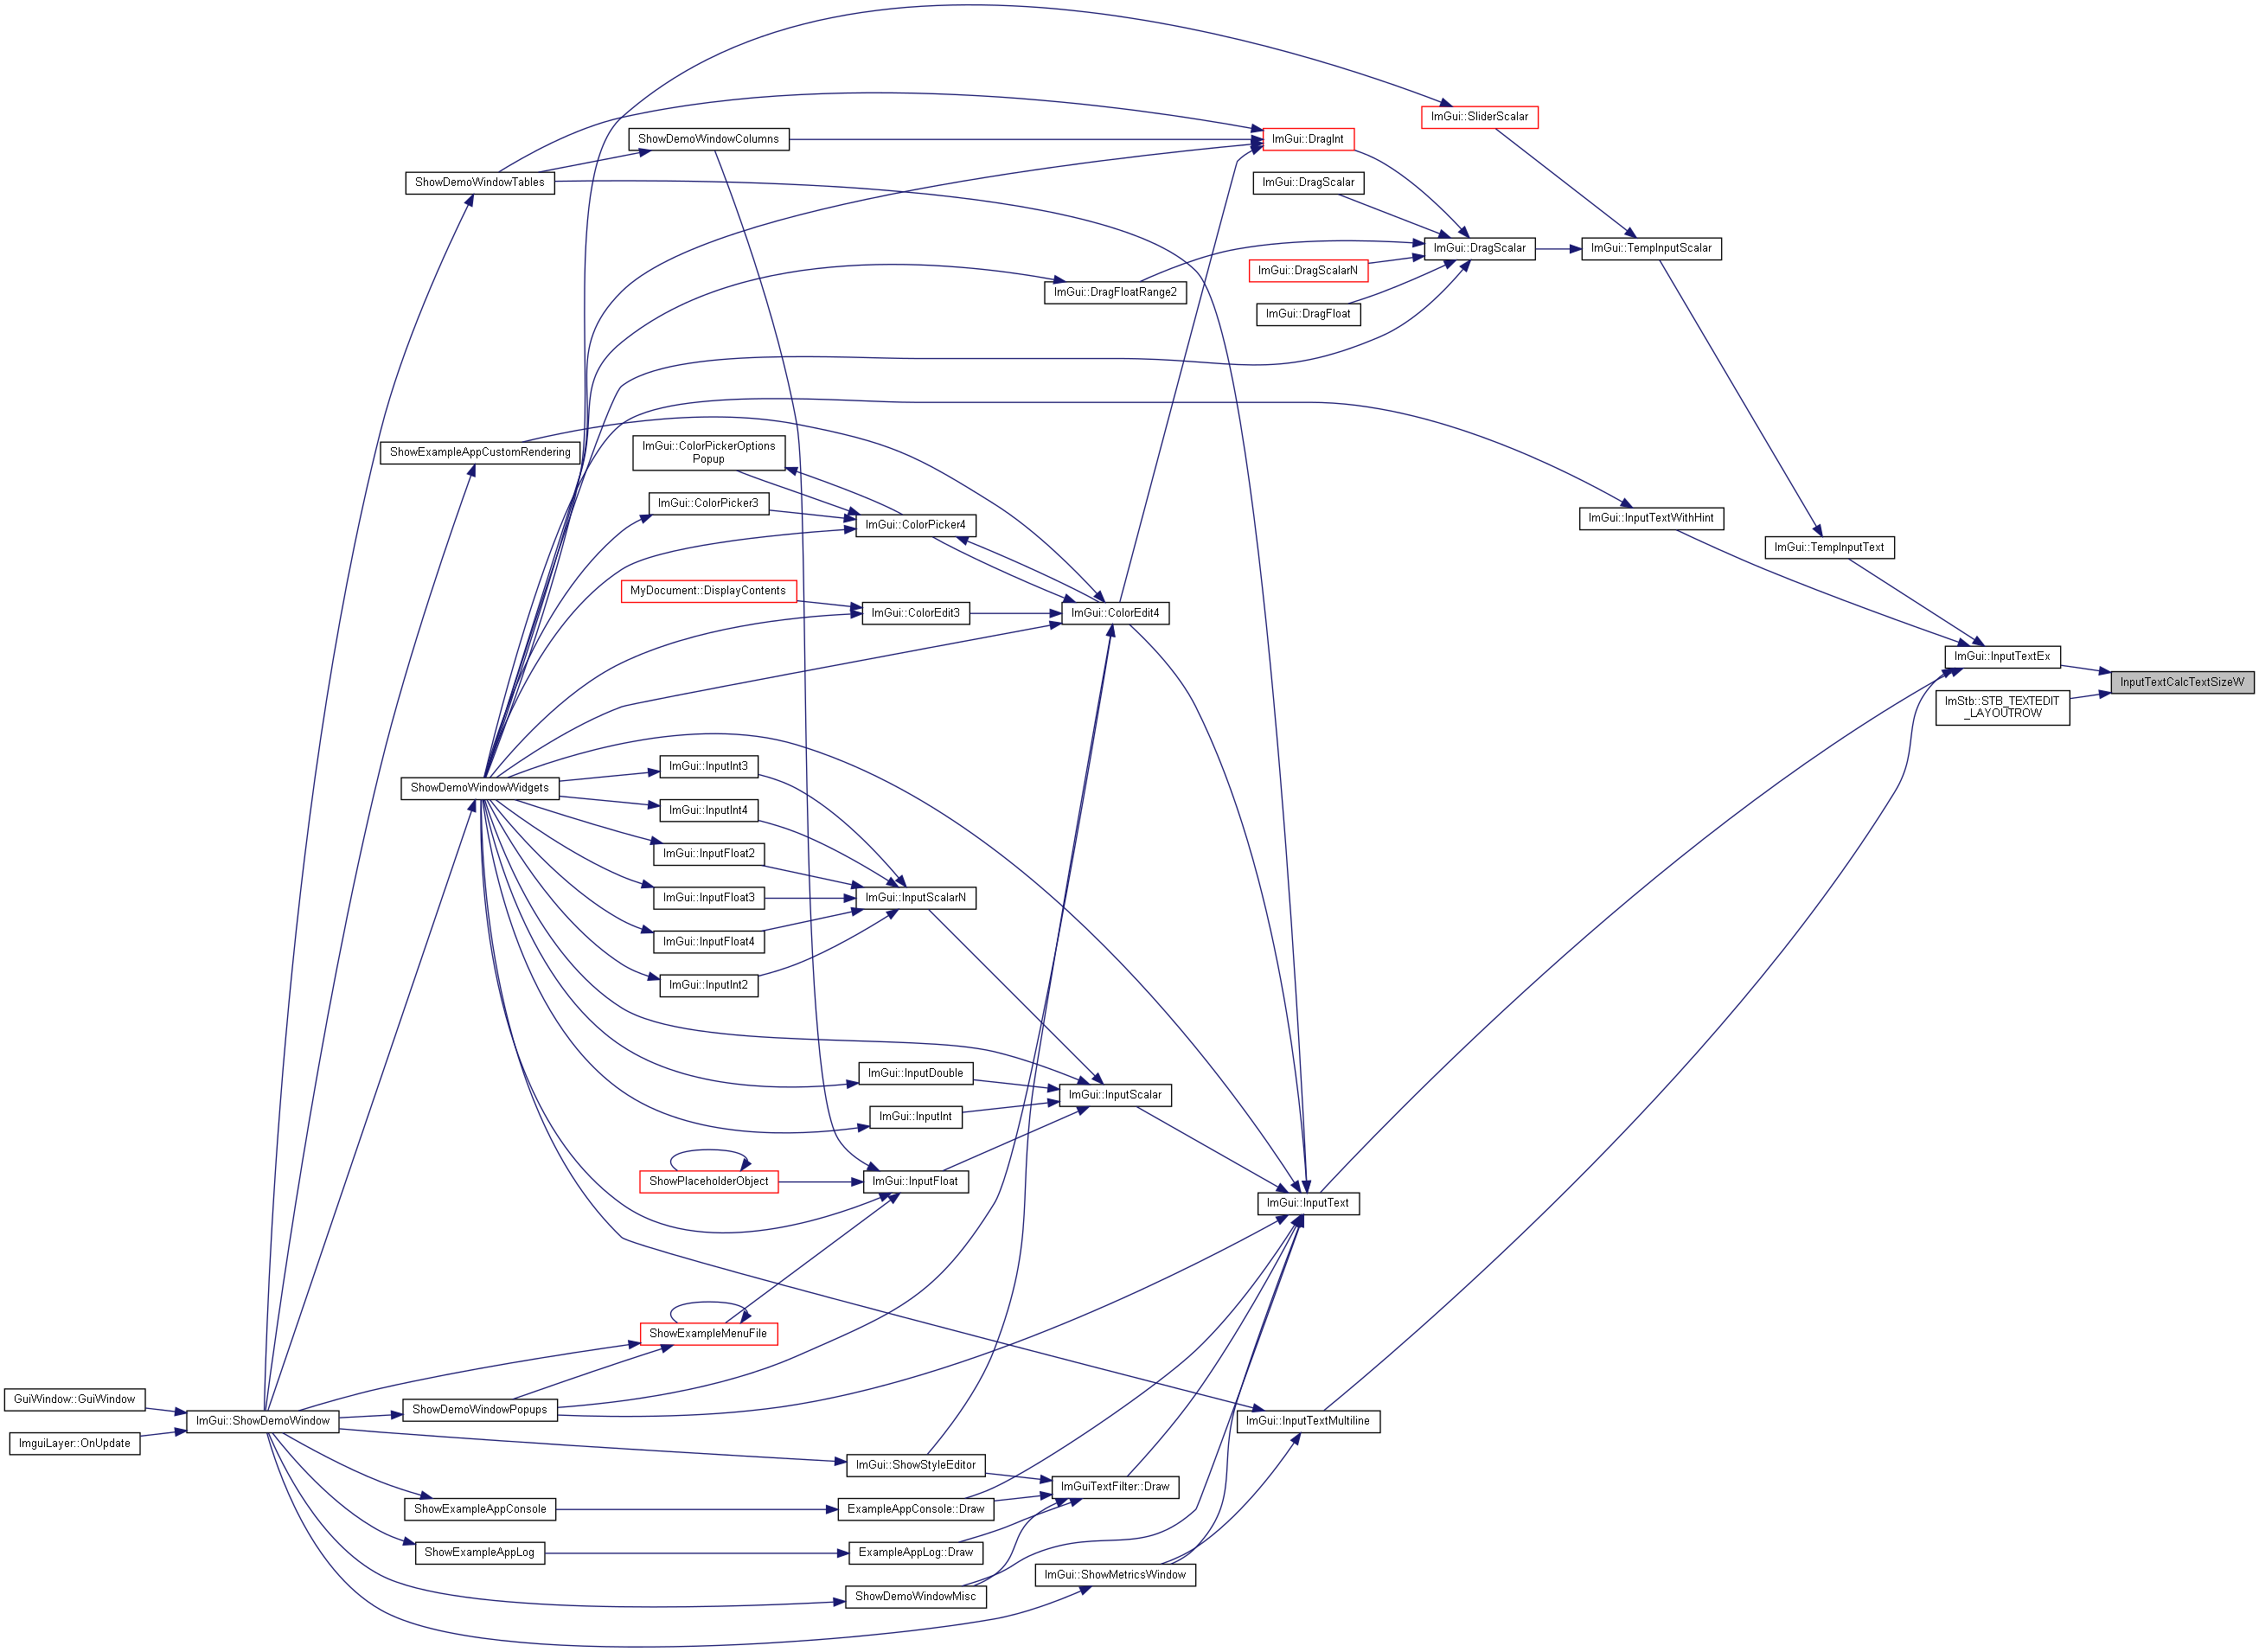 ImGui::SliderScalar
ShowDemoWindowColumns
ImGui::DragInt
ShowDemoWindowTables
ImGui::DragScalar
ImGui::DragScalar
ImGui::TempInputScalar
ImGui::DragScalarN
ImGui::DragFloatRange2
ImGui::DragFloat
ShowExampleAppCustomRendering
ImGui::ColorPickerOptions
Popup
ImGui::ColorPicker3
ImGui::ColorPicker4
ImGui::InputTextWithHint
ImGui::TempInputText
MyDocument::DisplayContents
ImGui::ColorEdit3
ImGui::ColorEdit4
ImGui::InputTextEx
InputTextCalcTextSizeW
ImStb::STB_TEXTEDIT
_LAYOUTROW
ImGui::InputInt3
ShowDemoWindowWidgets
ImGui::InputInt4
ImGui::InputFloat2
ImGui::InputFloat3
ImGui::InputScalarN
ImGui::InputFloat4
ImGui::InputInt2
ImGui::InputDouble
ImGui::InputScalar
ImGui::InputInt
ShowPlaceholderObject
ImGui::InputFloat
ImGui::InputText
ShowExampleMenuFile
GuiWindow::GuiWindow
ShowDemoWindowPopups
ImGui::ShowDemoWindow
ImGui::InputTextMultiline
ImguiLayer::OnUpdate
ImGui::ShowStyleEditor
ImGuiTextFilter::Draw
ShowExampleAppConsole
ExampleAppConsole::Draw
ShowExampleAppLog
ExampleAppLog::Draw
ImGui::ShowMetricsWindow
ShowDemoWindowMisc